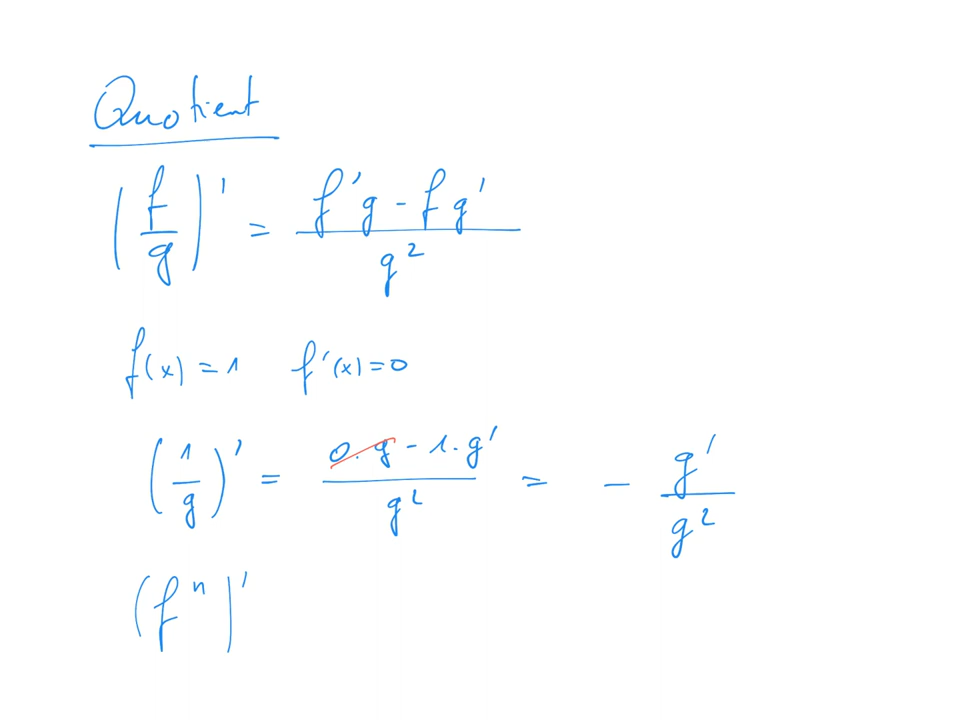 Quotient
(f/g)' = (f'g - fg')/g²
f(x) = 1 f'(x) = 0
(1/g)' = (0·g - 1·g')/g² = - g'/g²
(fⁿ)'